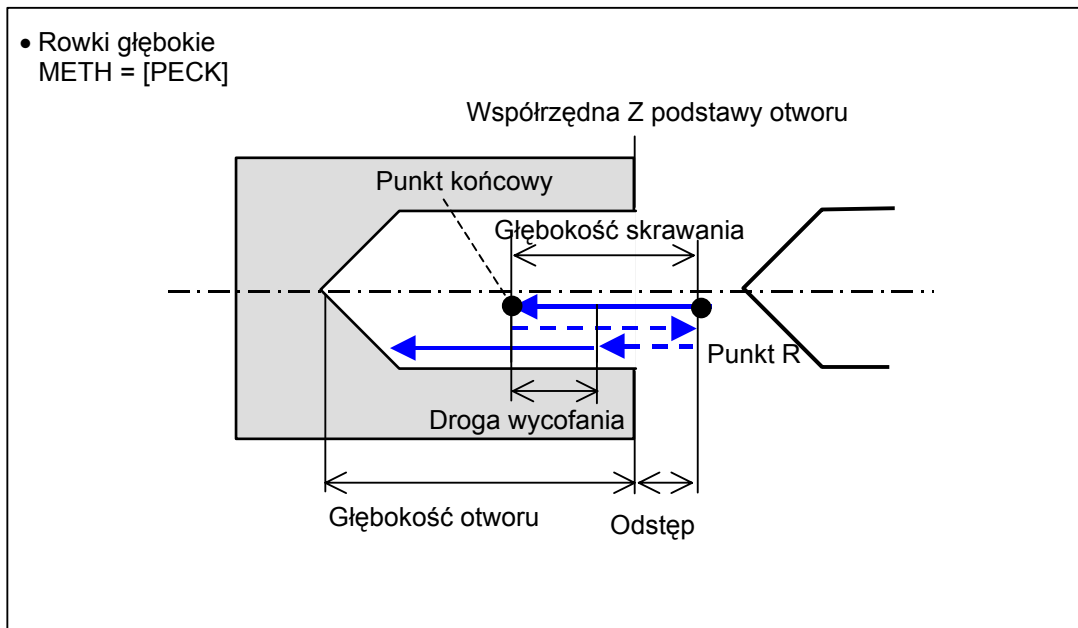 • Rowki głębokie
METH = [PECK]
Współrzędna Z podstawy otworu
Punkt końcowy
Głębokość skrawania
Punkt R
Droga wycofania
Głębokość otworu
Odstęp